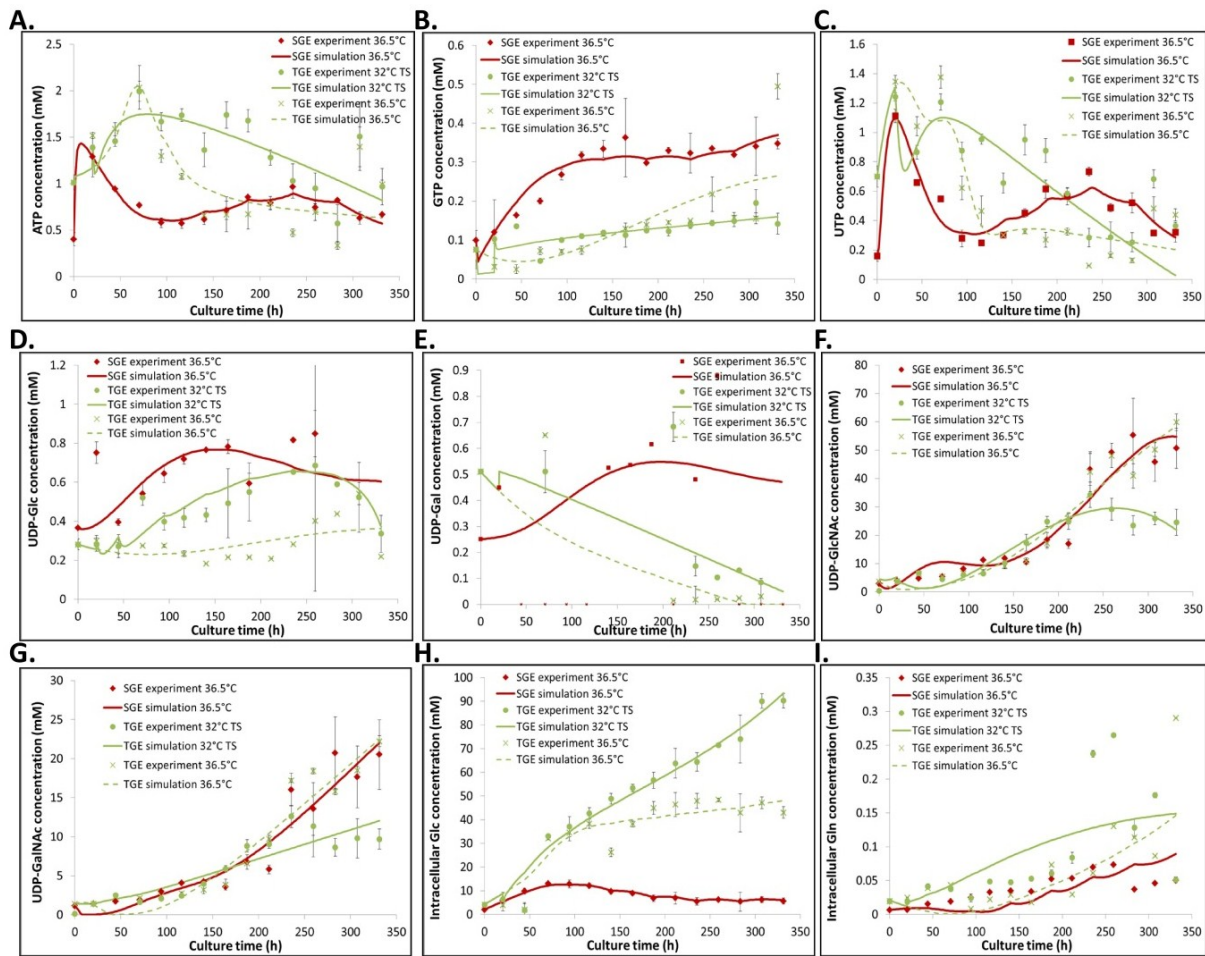 A.
ATP concentration (mM)
2.5
2
1.5
1
0.5
0
0 50 100 150 200 250 300 350
Culture time (h)
SGE experiment 36.5°C
SGE simulation 36.5°C
TGE experiment 32°C TS
TGE simulation 32°C TS
TGE experiment 36.5°C
TGE simulation 36.5°C
B.
GTP concentration (mM)
0.6
0.5
0.4
0.3
0.2
0.1
0
0 50 100 150 200 250 300 350
Culture time (h)
SGE experiment 36.5°C
SGE simulation 36.5°C
TGE experiment 32°C TS
TGE simulation 32°C TS
TGE experiment 36.5°C
TGE simulation 36.5°C
C.
UTP concentration (mM)
1.6
1.4
1.2
1
0.8
0.6
0.4
0.2
0
0 50 100 150 200 250 300 350
Culture time (h)
SGE experiment 36.5°C
SGE simulation 36.5°C
TGE experiment 32°C TS
TGE simulation 32°C TS
TGE experiment 36.5°C
TGE simulation 36.5°C
D.
UDP-Glc concentration (mM)
1.2
1
0.8
0.6
0.4
0.2
0
0 50 100 150 200 250 300 350
Culture time (h)
SGE experiment 36.5°C
SGE simulation 36.5°C
TGE experiment 32°C TS
TGE simulation 32°C TS
TGE experiment 36.5°C
TGE simulation 36.5°C
E.
UDP-Gal concentration (mM)
0.9
0.8
0.7
0.6
0.5
0.4
0.3
0.2
0.1
0
0 50 100 150 200 250 300 350
Culture time (h)
SGE experiment 36.5°C
SGE simulation 36.5°C
TGE experiment 32°C TS
TGE simulation 32°C TS
TGE experiment 36.5°C
TGE simulation 36.5°C
F.
UDP-GlcNAc concentration (mM)
80
70
60
50
40
30
20
10
0
0 50 100 150 200 250 300 350
Culture time (h)
SGE experiment 36.5°C
SGE simulation 36.5°C
TGE experiment 32°C TS
TGE simulation 32°C TS
TGE experiment 36.5°C
TGE simulation 36.5°C
G.
UDP-GalNAc concentration (mM)
30
25
20
15
10
5
0
0 50 100 150 200 250 300 350
Culture time (h)
SGE experiment 36.5°C
SGE simulation 36.5°C
TGE experiment 32°C TS
TGE simulation 32°C TS
TGE experiment 36.5°C
TGE simulation 36.5°C
H.
Intracellular Glc concentration (mM)
100
90
80
70
60
50
40
30
20
10
0
0 50 100 150 200 250 300 350
Culture time (h)
SGE experiment 36.5°C
SGE simulation 36.5°C
TGE experiment 32°C TS
TGE simulation 32°C TS
TGE experiment 36.5°C
TGE simulation 36.5°C
I.
Intracellular Gln concentration (mM)
0.35
0.3
0.25
0.2
0.15
0.1
0.05
0
0 50 100 150 200 250 300 350
Culture time (h)
SGE experiment 36.5°C
SGE simulation 36.5°C
TGE experiment 32°C TS
TGE simulation 32°C TS
TGE experiment 36.5°C
TGE simulation 36.5°C